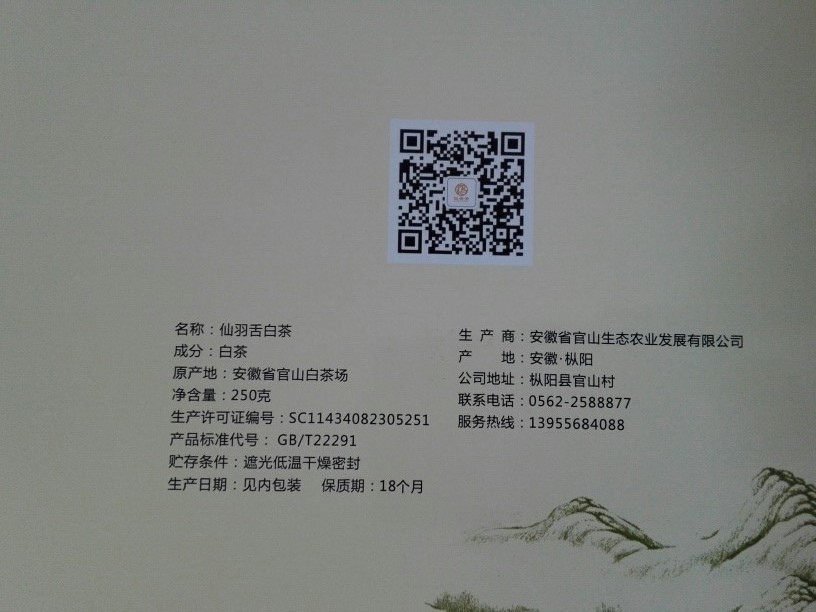 名称：仙羽舌白茶
成分：白茶
原产地：安徽省官山白茶场
净含量：250克
生产许可证编号：SC11434082305251
产品标准代号： GB/T22291
贮存条件：遮光低温干燥密封
生产日期：见内包装 保质期：18个月
生 产 商：安徽省官山生态农业发展有限公司
产 地：安徽·枞阳
公司地址：枞阳县官山村
联系电话：0562-2588877
服务热线：13955684088